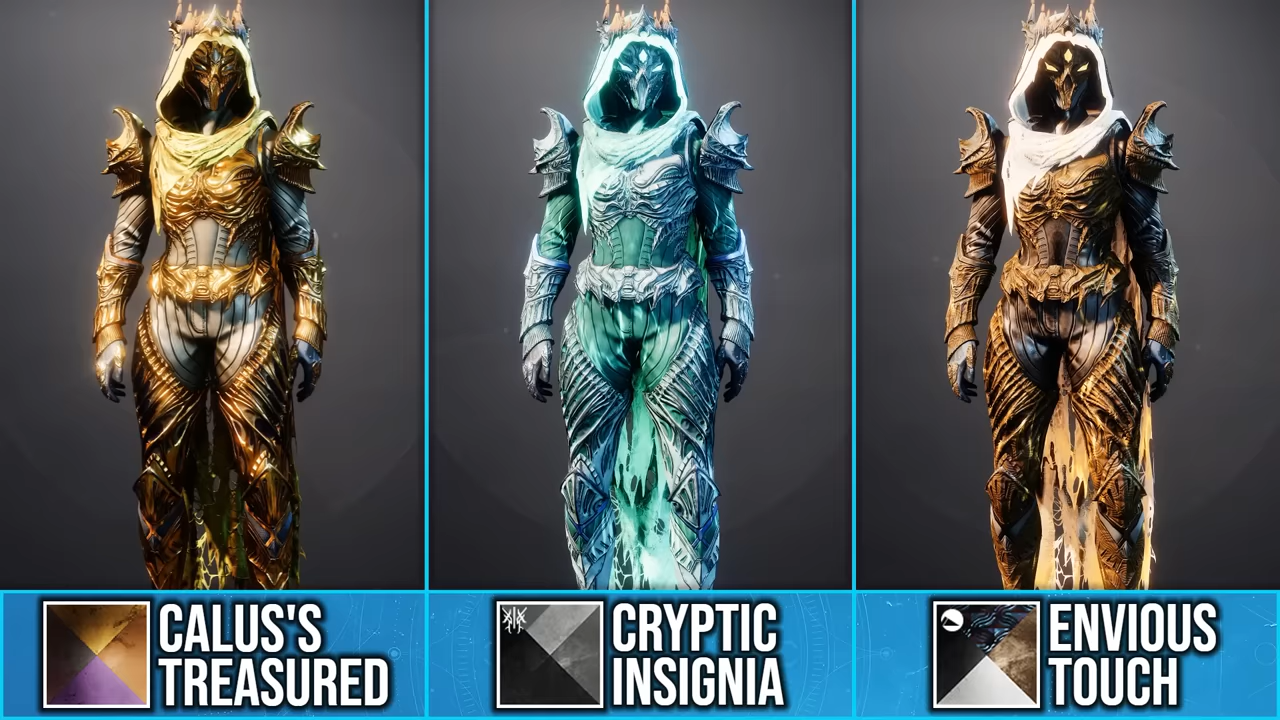 CALUS'S
TREASURED
CRYPTIC
INSIGNIA
ENVIOUS
TOUCH